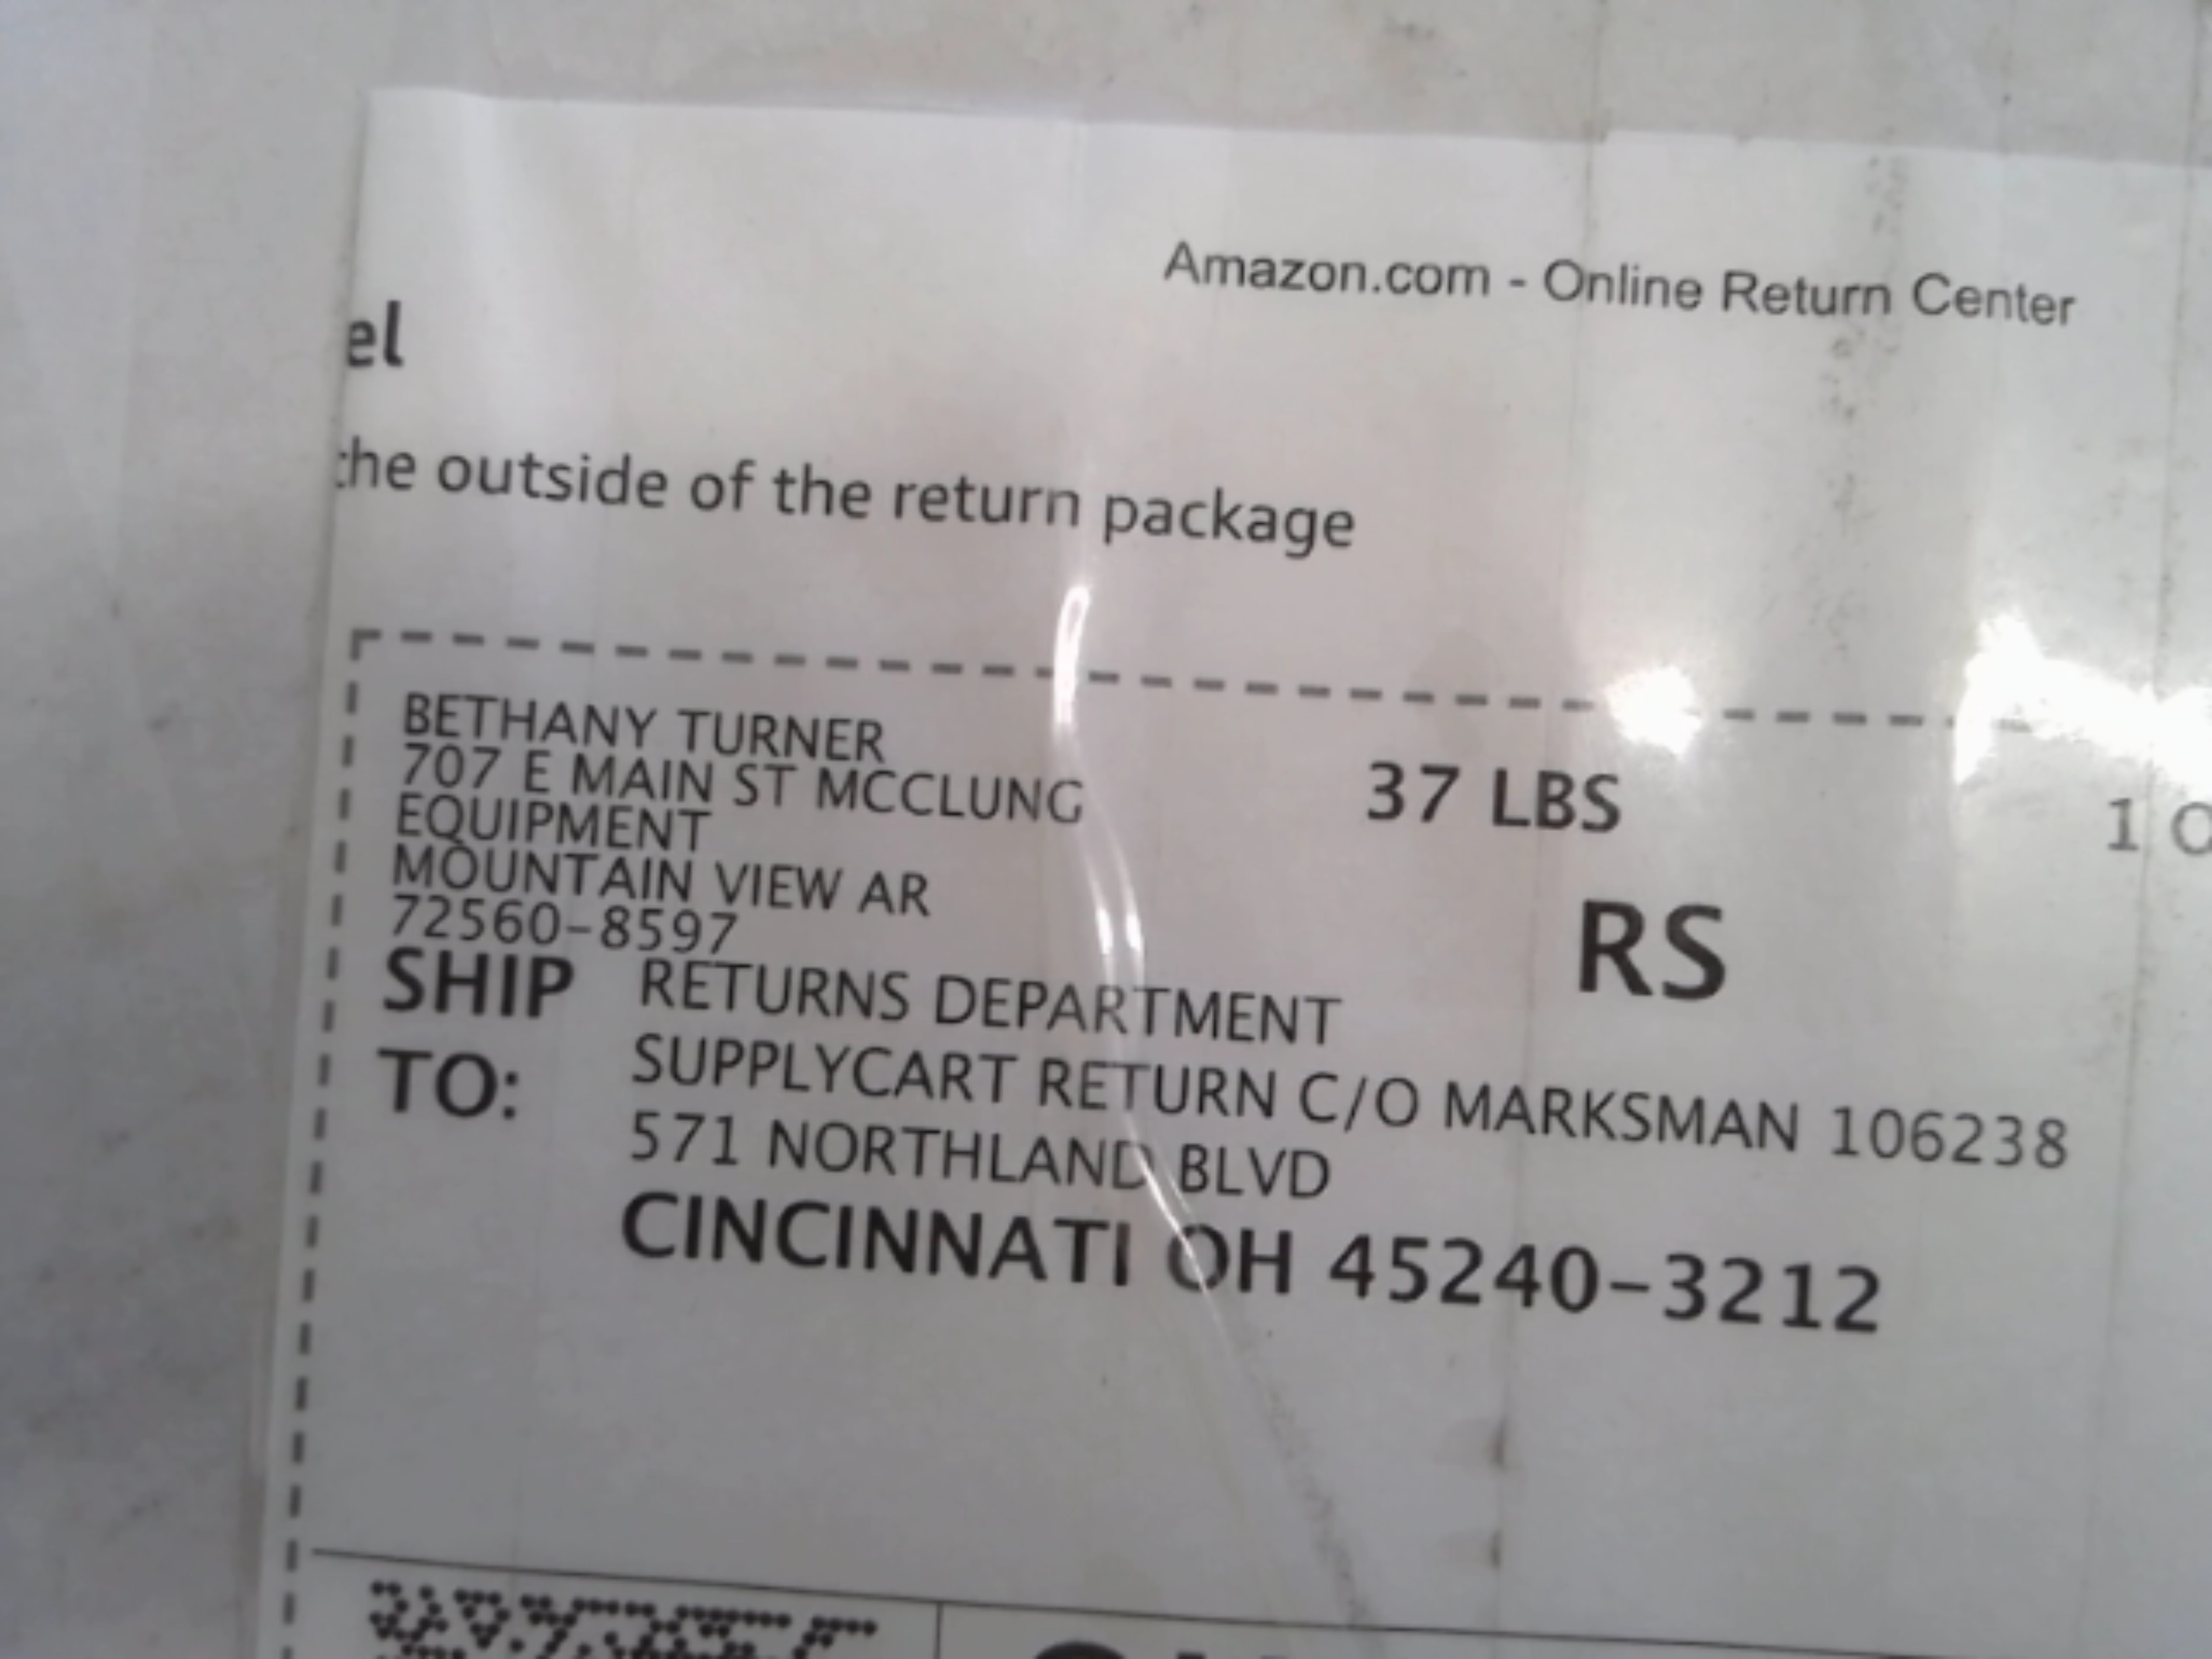 Amazon.com - Online Return Center
el
the outside of the return package
BETHANY TURNER
707 E MAIN ST MCCLUNG
EQUIPMENT
MOUNTAIN VIEW AR
72560-8597
37 LBS
1 O
RS
SHIP TO:
RETURNS DEPARTMENT
SUPPLYCART RETURN C/O MARKSMAN 106238
571 NORTHLAND BLVD
CINCINNATI OH 45240-3212